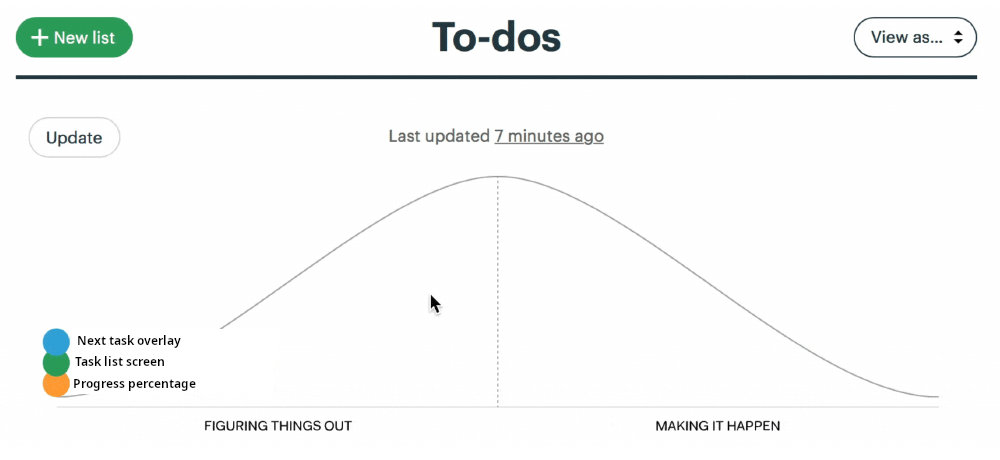 + New list
To-dos
View as...
Update
Last updated 7 minutes ago
Next task overlay
Task list screen
Progress percentage
FIGURING THINGS OUT
MAKING IT HAPPEN